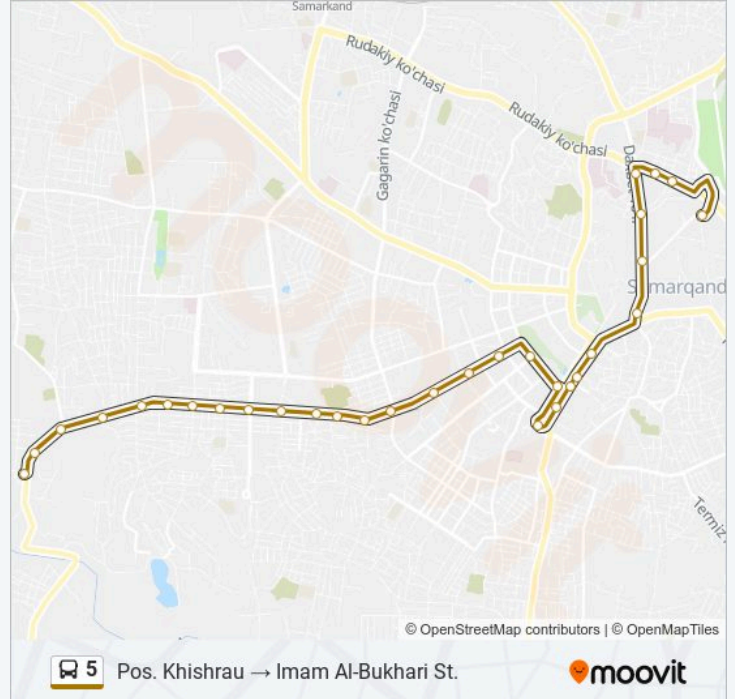 Samarkand
Rudakiy ko'chasi
Rudakiy ko'chasi
Gagarin ko'chasi
Samarqand
Termiz
© OpenStreetMap contributors | © OpenMapTiles
5 Pos. Khishrau → Imam Al-Bukhari St.
moovit